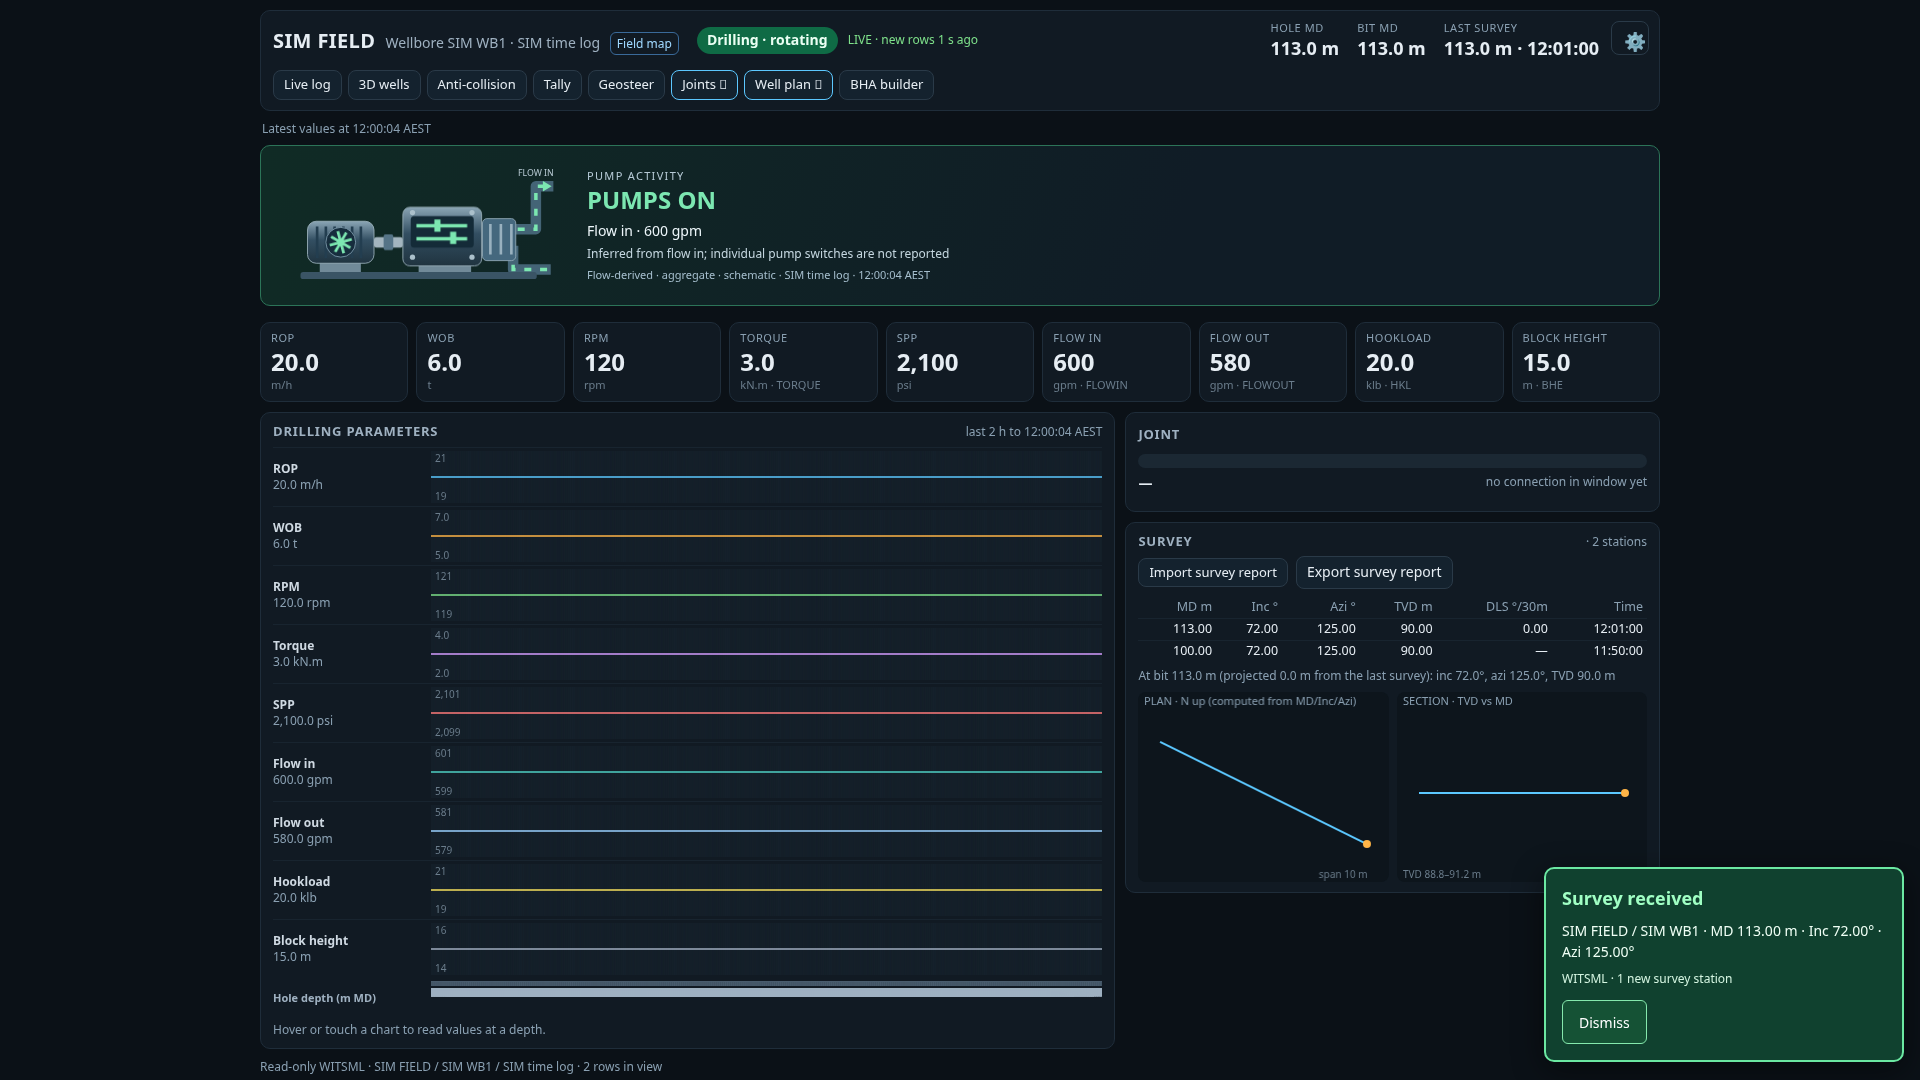 SIM FIELD Wellbore SIM WB1 · SIM time log Field map Drilling · rotating LIVE · new rows 1 s ago
HOLE MD BIT MD LAST SURVEY
113.0 m 113.0 m 113.0 m · 12:01:00
Live log 3D wells Anti-collision Tally Geosteer Joints Well plan BHA builder
Latest values at 12:00:04 AEST
FLOW IN
PUMP ACTIVITY
PUMPS ON
Flow in · 600 gpm
Inferred from flow in; individual pump switches are not reported
Flow-derived · aggregate · schematic · SIM time log · 12:00:04 AEST
ROP
20.0
m/h
WOB
6.0
t
RPM
120
rpm
TORQUE
3.0
kN.m · TORQUE
SPP
2,100
psi
FLOW IN
600
gpm · FLOWIN
FLOW OUT
580
gpm · FLOWOUT
HOOKLOAD
20.0
klb · HKL
BLOCK HEIGHT
15.0
m · BHE
DRILLING PARAMETERS last 2 h to 12:00:04 AEST
ROP
20.0 m/h
21
19
WOB
6.0 t
7.0
5.0
RPM
120.0 rpm
121
119
Torque
3.0 kN.m
4.0
2.0
SPP
2,100.0 psi
2,101
2,099
Flow in
600.0 gpm
601
599
Flow out
580.0 gpm
581
579
Hookload
20.0 klb
21
19
Block height
15.0 m
16
14
Hole depth (m MD)
Hover or touch a chart to read values at a depth.
JOINT
— no connection in window yet
SURVEY · 2 stations
Import survey report Export survey report
MD m Inc ° Azi ° TVD m DLS °/30m Time
113.00 72.00 125.00 90.00 0.00 12:01:00
100.00 72.00 125.00 90.00 — 11:50:00
At bit 113.0 m (projected 0.0 m from the last survey): inc 72.0°, azi 125.0°, TVD 90.0 m
PLAN · N up (computed from MD/Inc/Azi)
span 10 m
SECTION · TVD vs MD
TVD 88.8–91.2 m
Survey received
SIM FIELD / SIM WB1 · MD 113.00 m · Inc 72.00° ·
Azi 125.00°
WITSML · 1 new survey station
Dismiss
Read-only WITSML · SIM FIELD / SIM WB1 / SIM time log · 2 rows in view